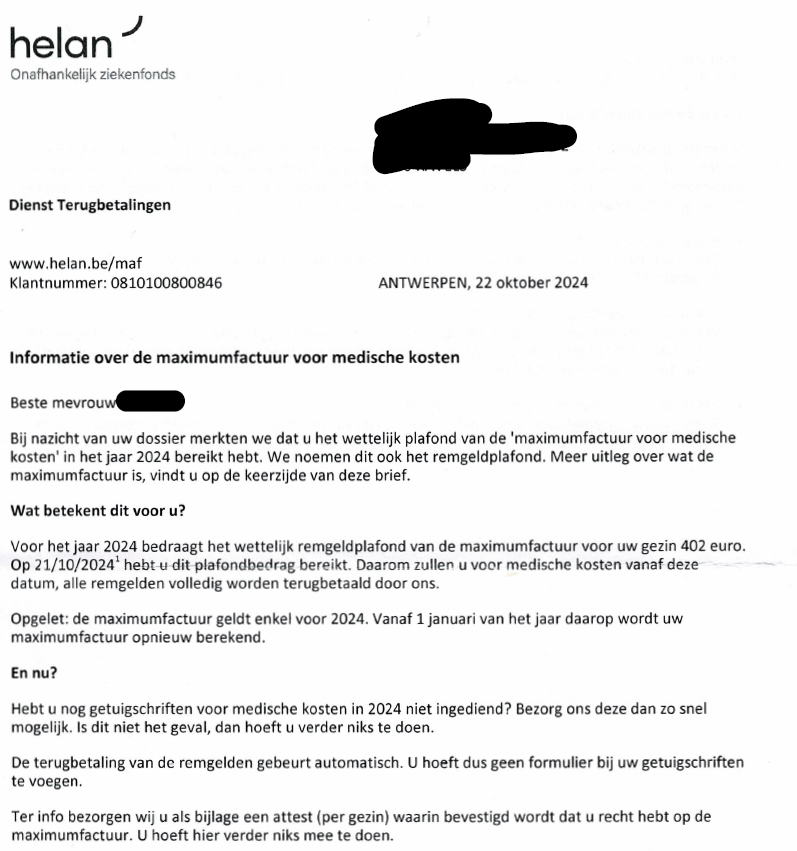 helan
Onafhankelijk ziekenfonds
Dienst Terugbetalingen
www.helan.be/maf
Klantnummer: 0810100800846
ANTWERPEN, 22 oktober 2024
Informatie over de maximumfactuur voor medische kosten
Beste mevrouw
Bij nazicht van uw dossier merkten we dat u het wettelijk plafond van de 'maximumfactuur voor medische
kosten' in het jaar 2024 bereikt hebt. We noemen dit ook het remgeldplafond. Meer uitleg over wat de
maximumfactuur is, vindt u op de keerzijde van deze brief.
Wat betekent dit voor u?
Voor het jaar 2024 bedraagt het wettelijk remgeldplafond van de maximumfactuur voor uw gezin 402 euro.
Op 21/10/2024¹ hebt u dit plafondbedrag bereikt. Daarom zullen u voor medische kosten vanaf deze
datum, alle remgelden volledig worden terugbetaald door ons.
Opgelet: de maximumfactuur geldt enkel voor 2024. Vanaf 1 januari van het jaar daarop wordt uw
maximumfactuur opnieuw berekend.
En nu?
Hebt u nog getuigschriften voor medische kosten in 2024 niet ingediend? Bezorg ons deze dan zo snel
mogelijk. Is dit niet het geval, dan hoeft u verder niks te doen.
De terugbetaling van de remgelden gebeurt automatisch. U hoeft dus geen formulier bij uw getuigschriften
te voegen.
Ter info bezorgen wij u als bijlage een attest (per gezin) waarin bevestigd wordt dat u recht hebt op de
maximumfactuur. U hoeft hier verder niks mee te doen.